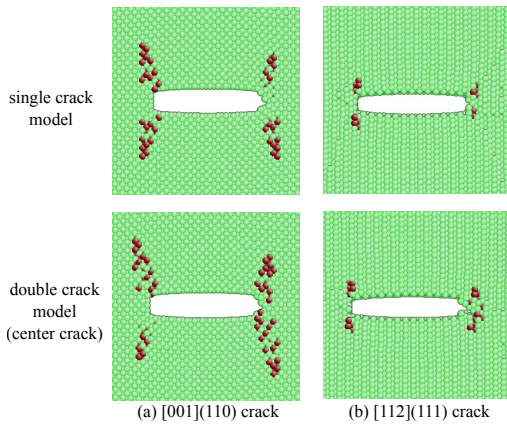 single crack
model
double crack
model
(center crack)
(a) [001](110) crack
(b) [112](111) crack